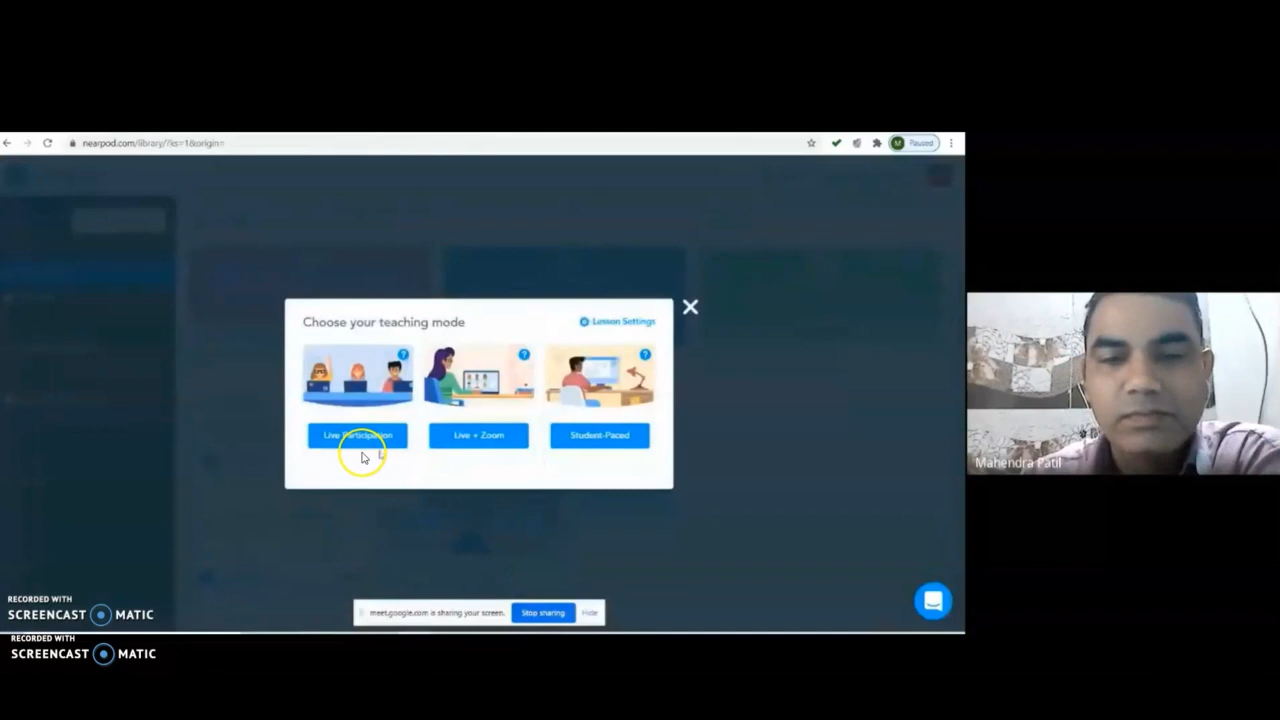 nearpod.com/library/?ks=1&origin=
M Paused
Choose your teaching mode
Lesson Settings
? ? ?
Live Participation
Live + Zoom
Student-Paced
Mahendra Patil
meet.google.com is sharing your screen.
Stop sharing
Hide
RECORDED WITH
SCREENCAST MATIC
RECORDED WITH
SCREENCAST MATIC